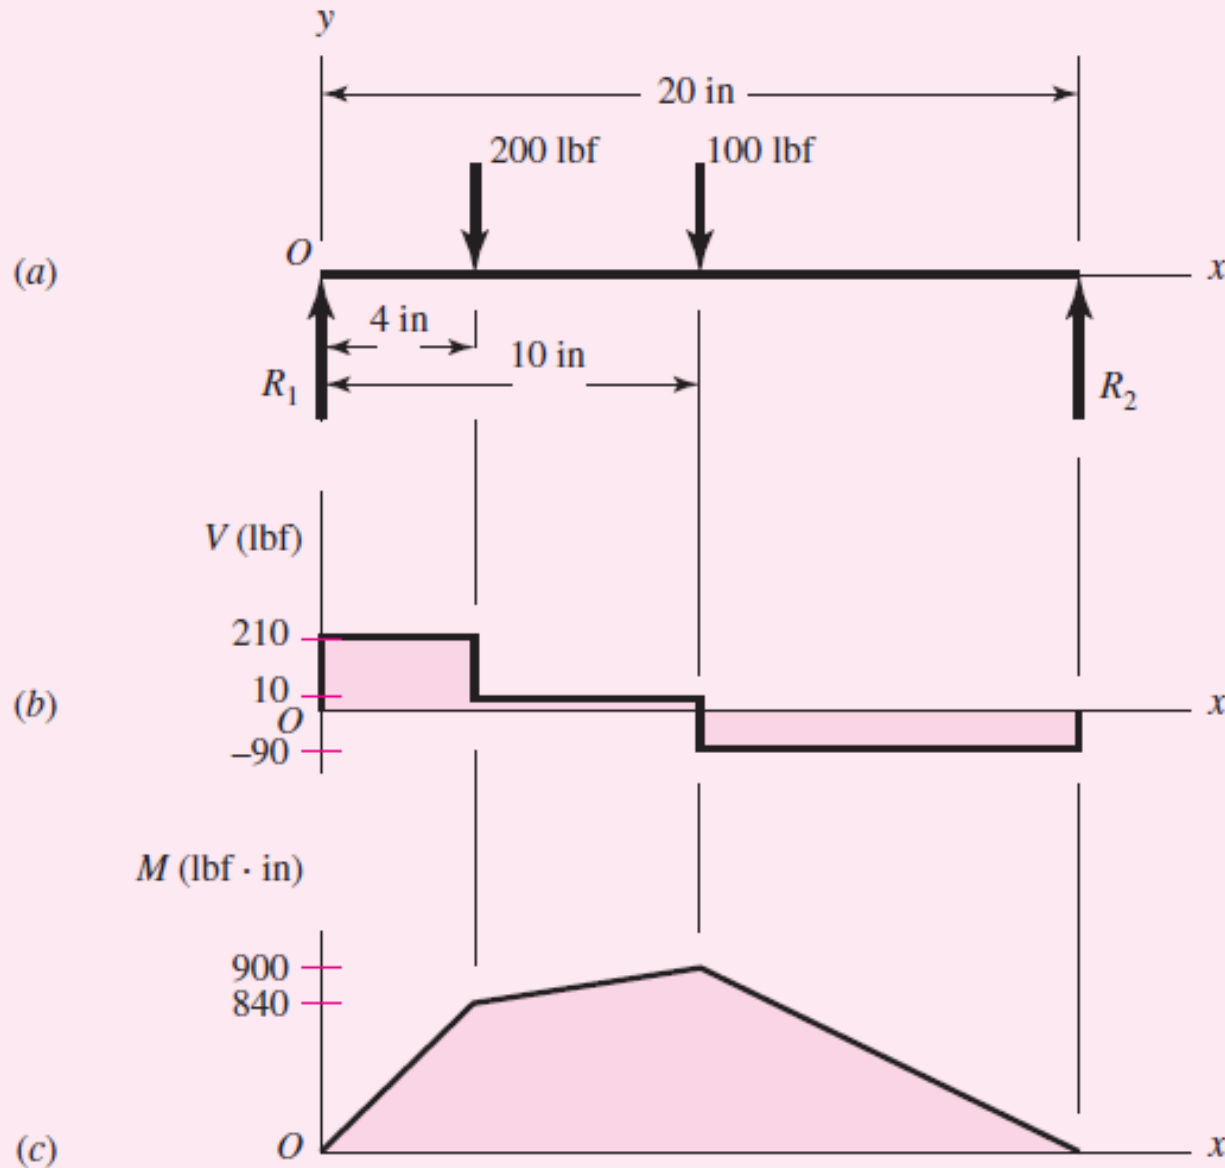 y
20 in
200 lbf 100 lbf
O
(a) x
4 in
10 in
R₁ R₂
V (lbf)
210
10
(b) x
O
–90
M (lbf · in)
900
840
(c) O x